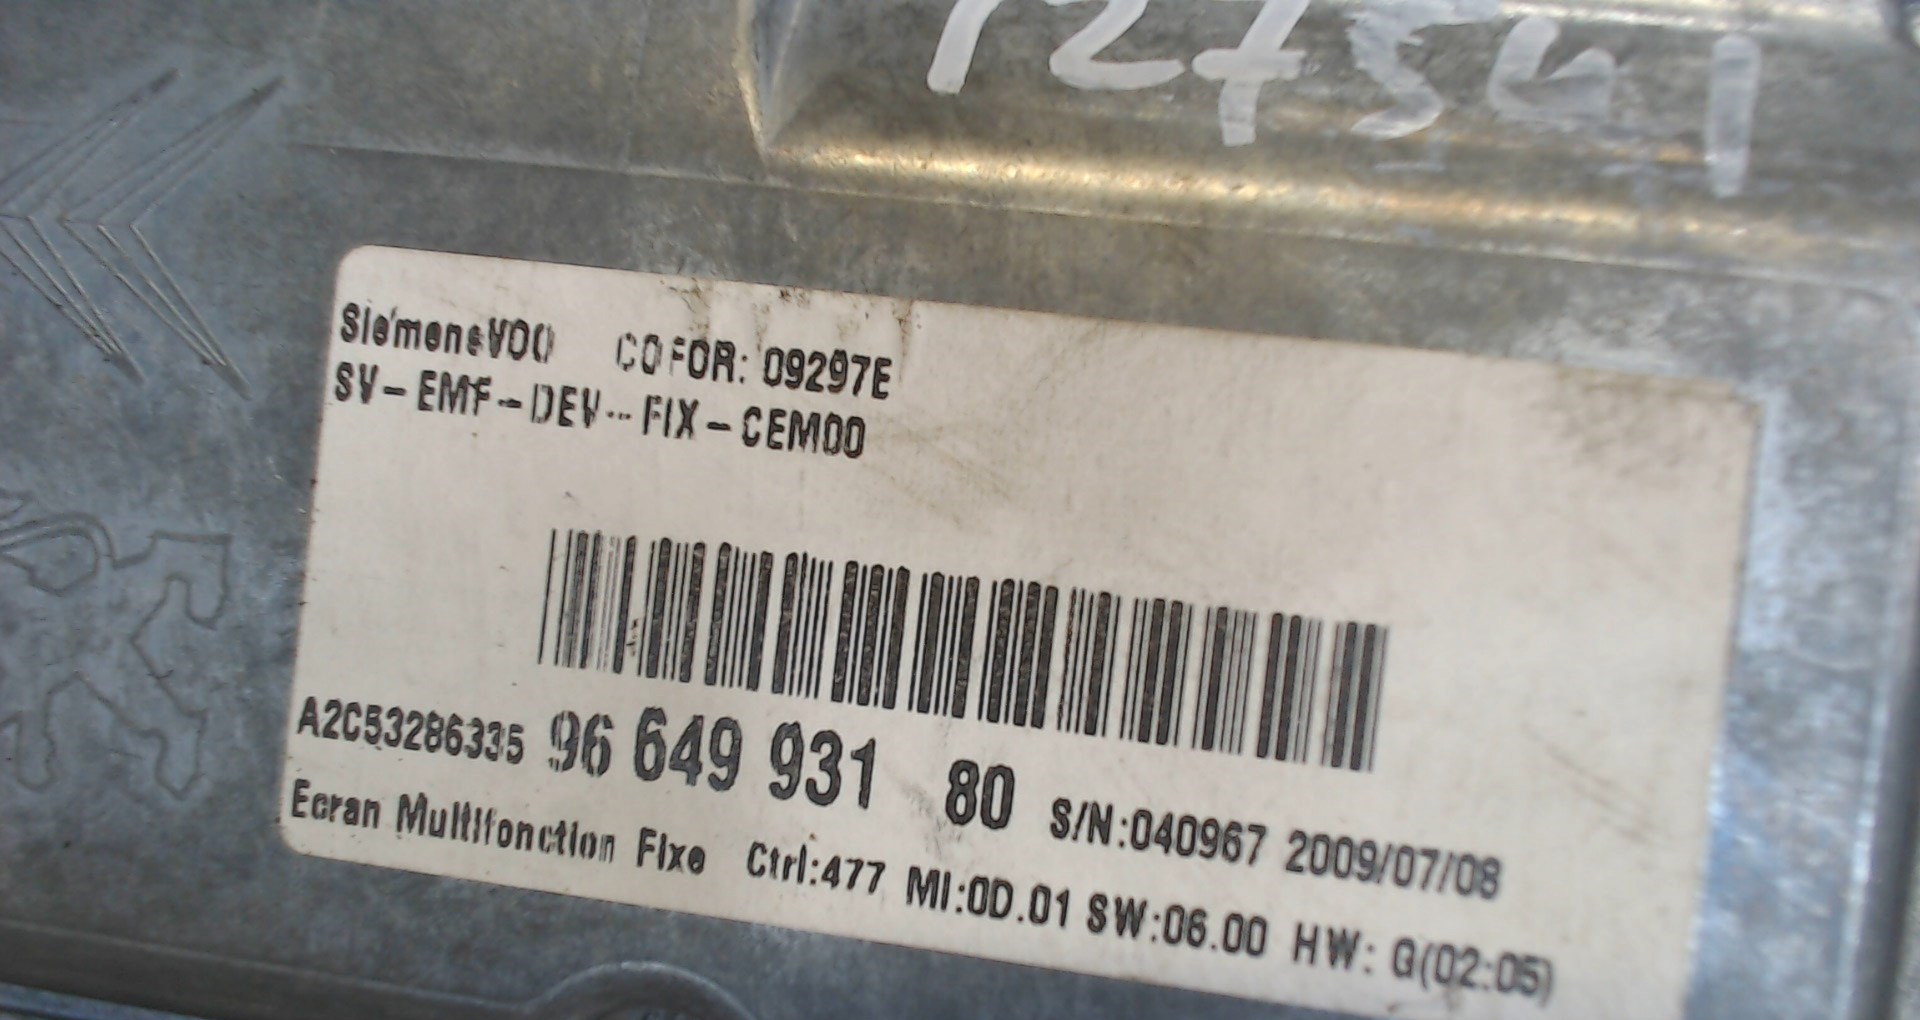 127541
SiemensVDO COFOR: 09297E
SV-EMF-DEV-FIX-CEM00
A2C53286335 96 649 931 80 S/N:040967 2009/07/08
Ecran Multifonction Fixe Ctrl:477 MI:0D.01 SW:06.00 HW: G(02:05)